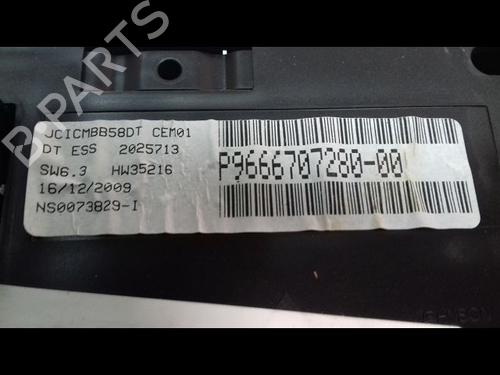 B PARTS
JCICMBB58DT CEM01
DT ESS 2025713
SW6.3 HW35216
16/12/2009
NS0073829-I
P9666707280-00